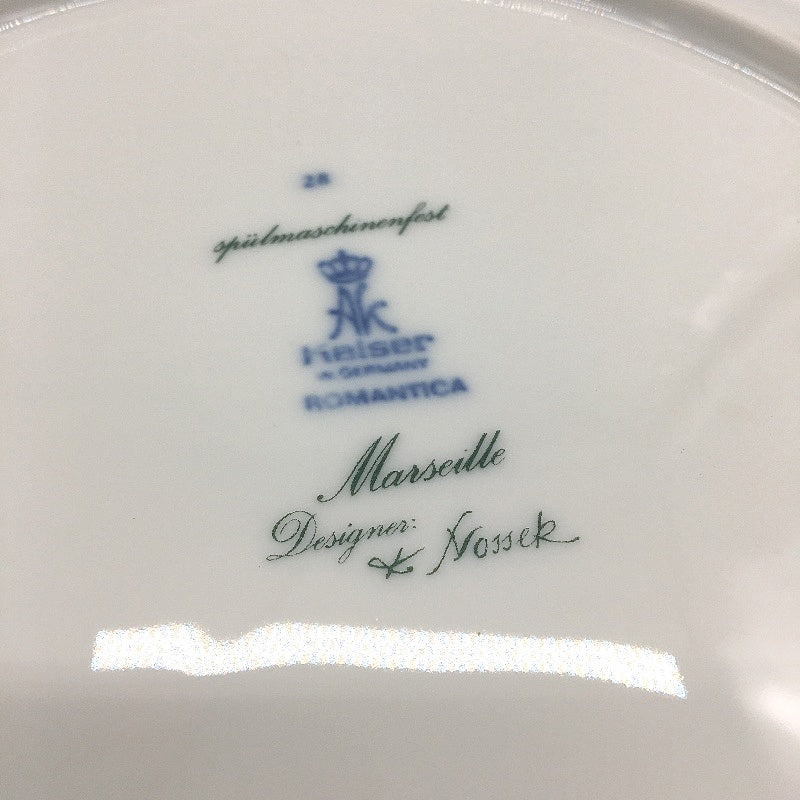 28
spülmaschinenfest
AK
Kaiser
W. GERMANY
ROMANTICA
Marseille
Designer:
K Nossek